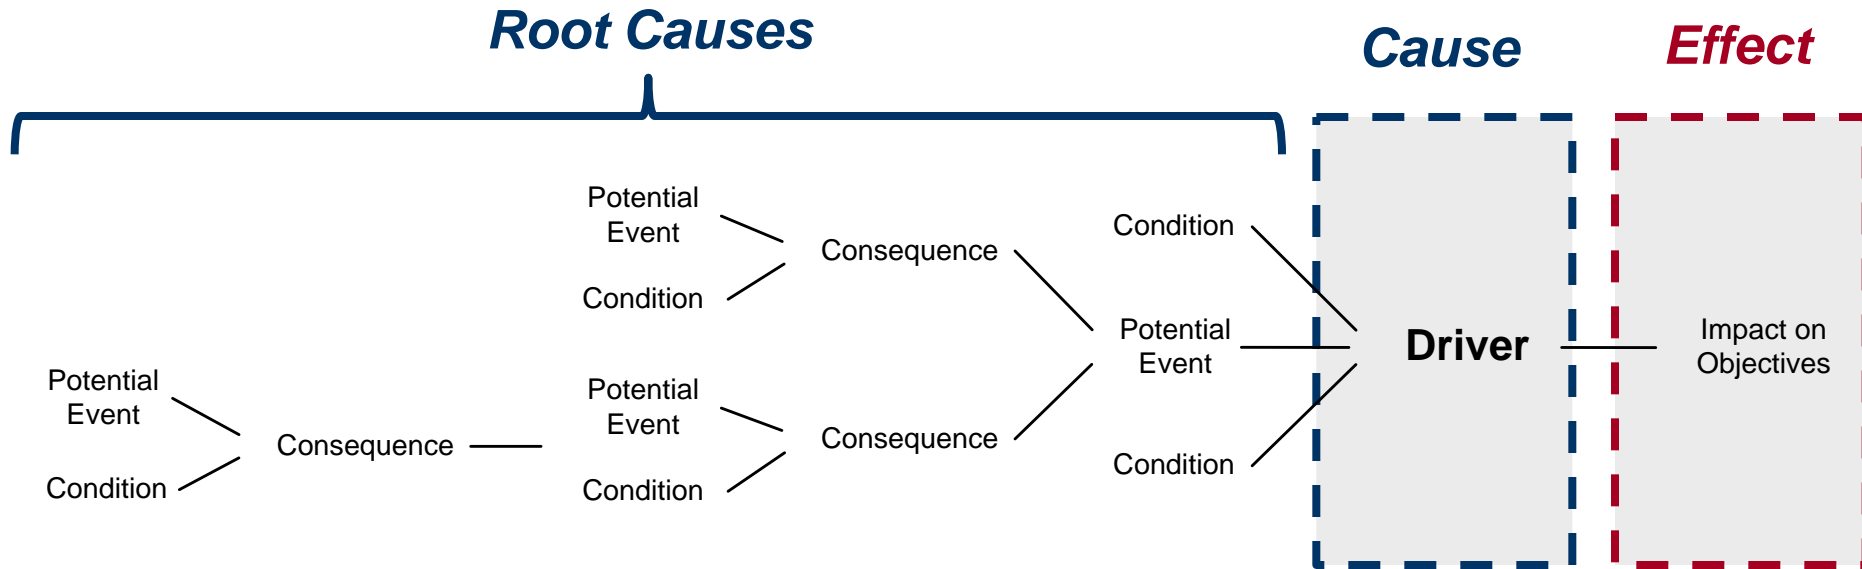 Root Causes
Cause
Effect
Potential
Event
Condition
Consequence
Potential
Event
Condition
Consequence
Potential
Event
Condition
Consequence
Condition
Potential
Event
Condition
Driver
Impact on
Objectives